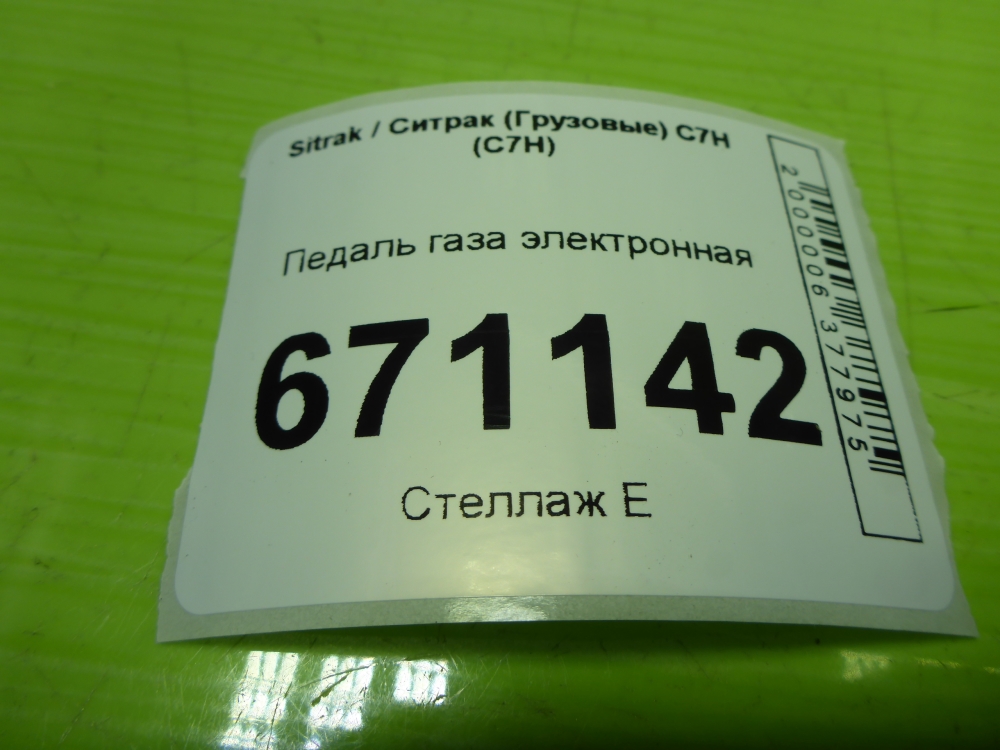 Sitrak / Ситрак (Грузовые) C7H
(C7H)
Педаль газа электронная
671142
Стеллаж E
2000006377975